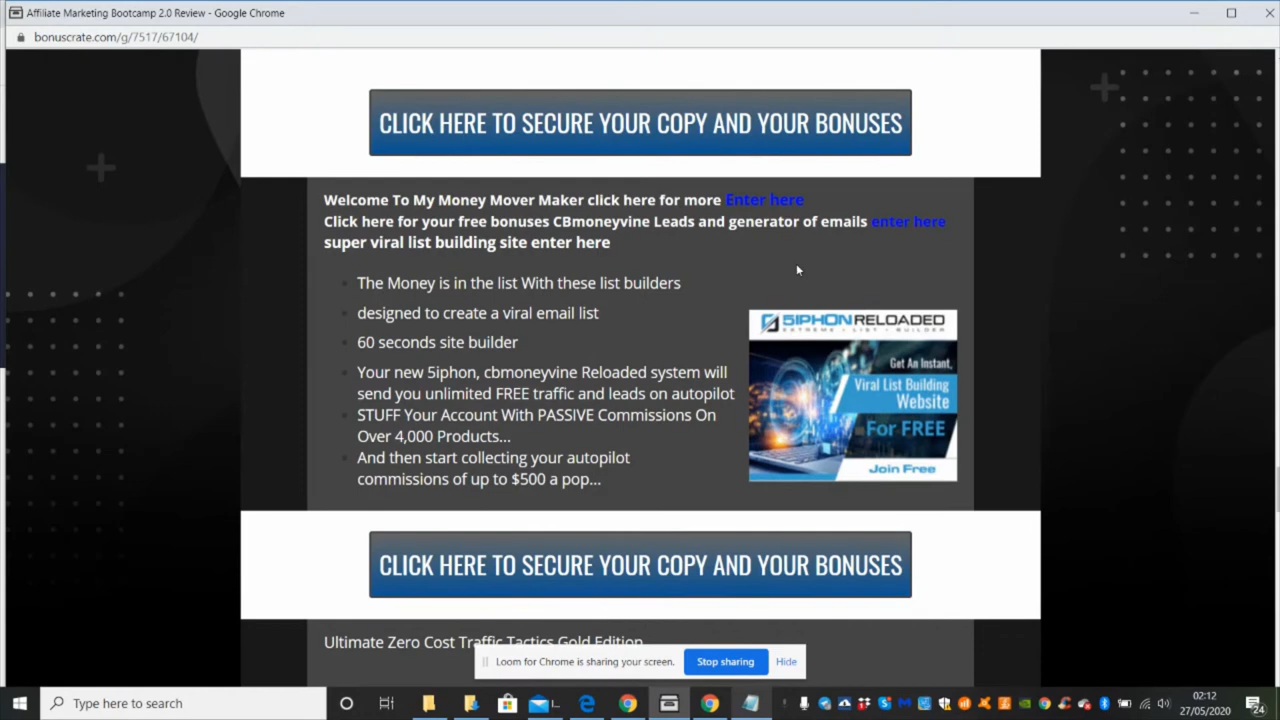 Affiliate Marketing Bootcamp 2.0 Review - Google Chrome
bonuscrate.com/g/7517/67104/
CLICK HERE TO SECURE YOUR COPY AND YOUR BONUSES
Welcome To My Money Mover Maker click here for more Enter here
Click here for your free bonuses CBmoneyvine Leads and generator of emails enter here
super viral list building site enter here
The Money is in the list With these list builders
designed to create a viral email list
60 seconds site builder
Your new 5iphon, cbmoneyvine Reloaded system will
send you unlimited FREE traffic and leads on autopilot
STUFF Your Account With PASSIVE Commissions On
Over 4,000 Products...
And then start collecting your autopilot
commissions of up to $500 a pop...
5IPHON RELOADED
EXTREME - LIST - BUILDER
Get An Instant,
Viral List Building
Website
For FREE
Join Free
CLICK HERE TO SECURE YOUR COPY AND YOUR BONUSES
Ultimate Zero Cost Traffic Tactics Gold Edition
Loom for Chrome is sharing your screen.
Stop sharing
Hide
Type here to search
02:12
27/05/2020
24